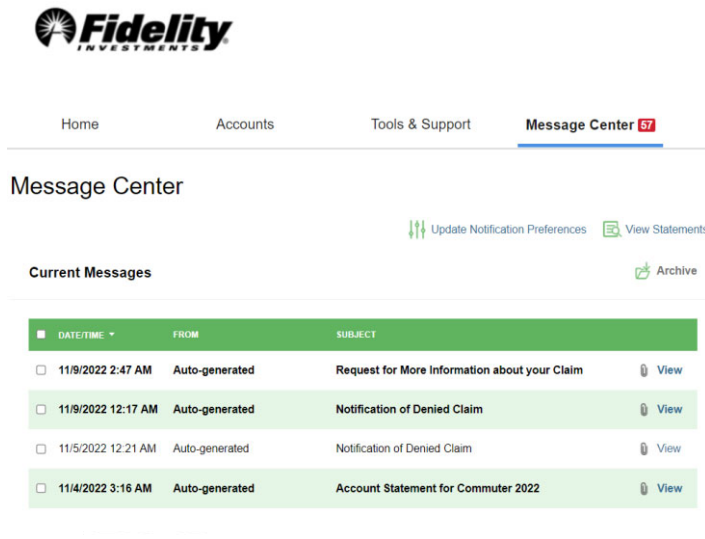 Fidelity
INVESTMENTS
Home Accounts Tools & Support Message Center 57
Message Center
Update Notification Preferences View Statements
Current Messages Archive
DATE/TIME FROM SUBJECT
11/9/2022 2:47 AM Auto-generated Request for More Information about your Claim View
11/9/2022 12:17 AM Auto-generated Notification of Denied Claim View
11/5/2022 12:21 AM Auto-generated Notification of Denied Claim View
11/4/2022 3:16 AM Auto-generated Account Statement for Commuter 2022 View